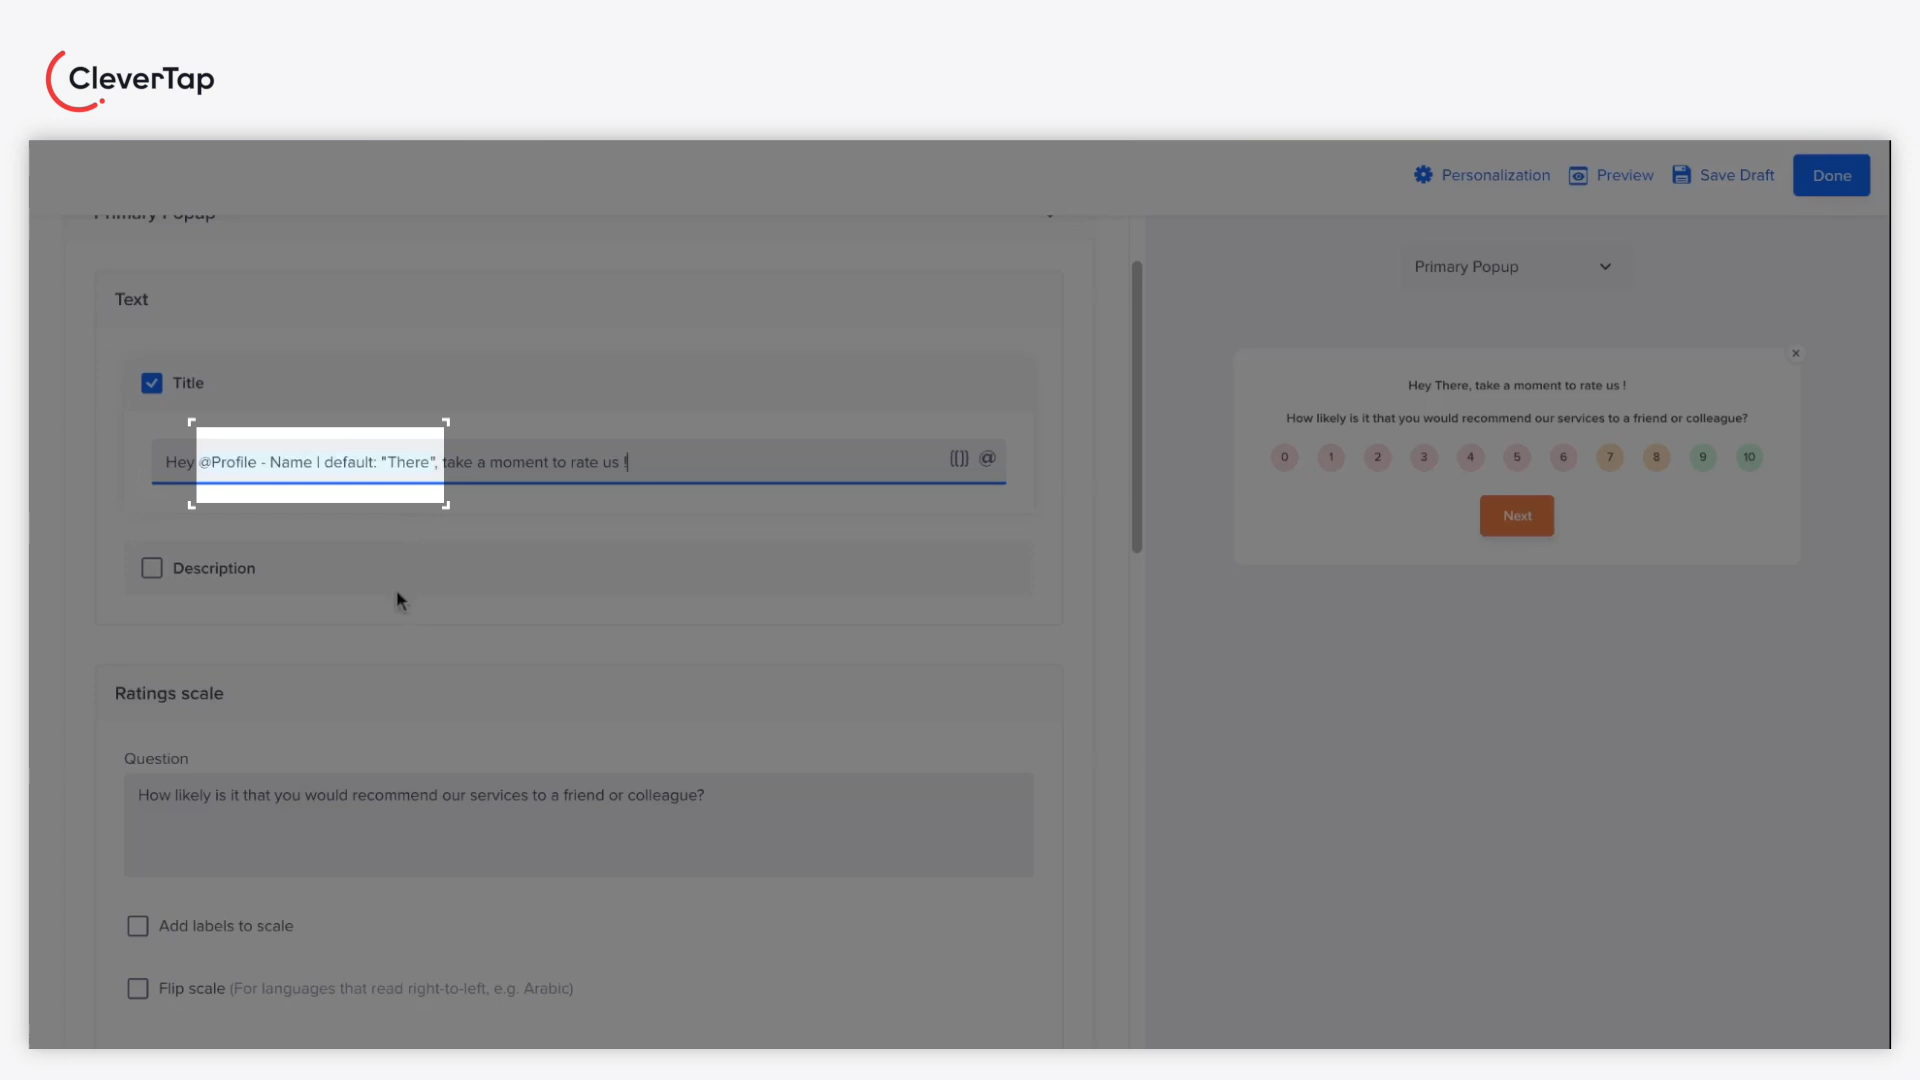 CleverTap
Personalization
Preview
Save Draft
Done
Primary Popup
Text
Title
Hey @Profile - Name | default: "There", take a moment to rate us !
Description
Ratings scale
Question
How likely is it that you would recommend our services to a friend or colleague?
Add labels to scale
Flip scale (For languages that read right-to-left, e.g. Arabic)
Primary Popup
Hey There, take a moment to rate us !
How likely is it that you would recommend our services to a friend or colleague?
0 1 2 3 4 5 6 7 8 9 10
Next